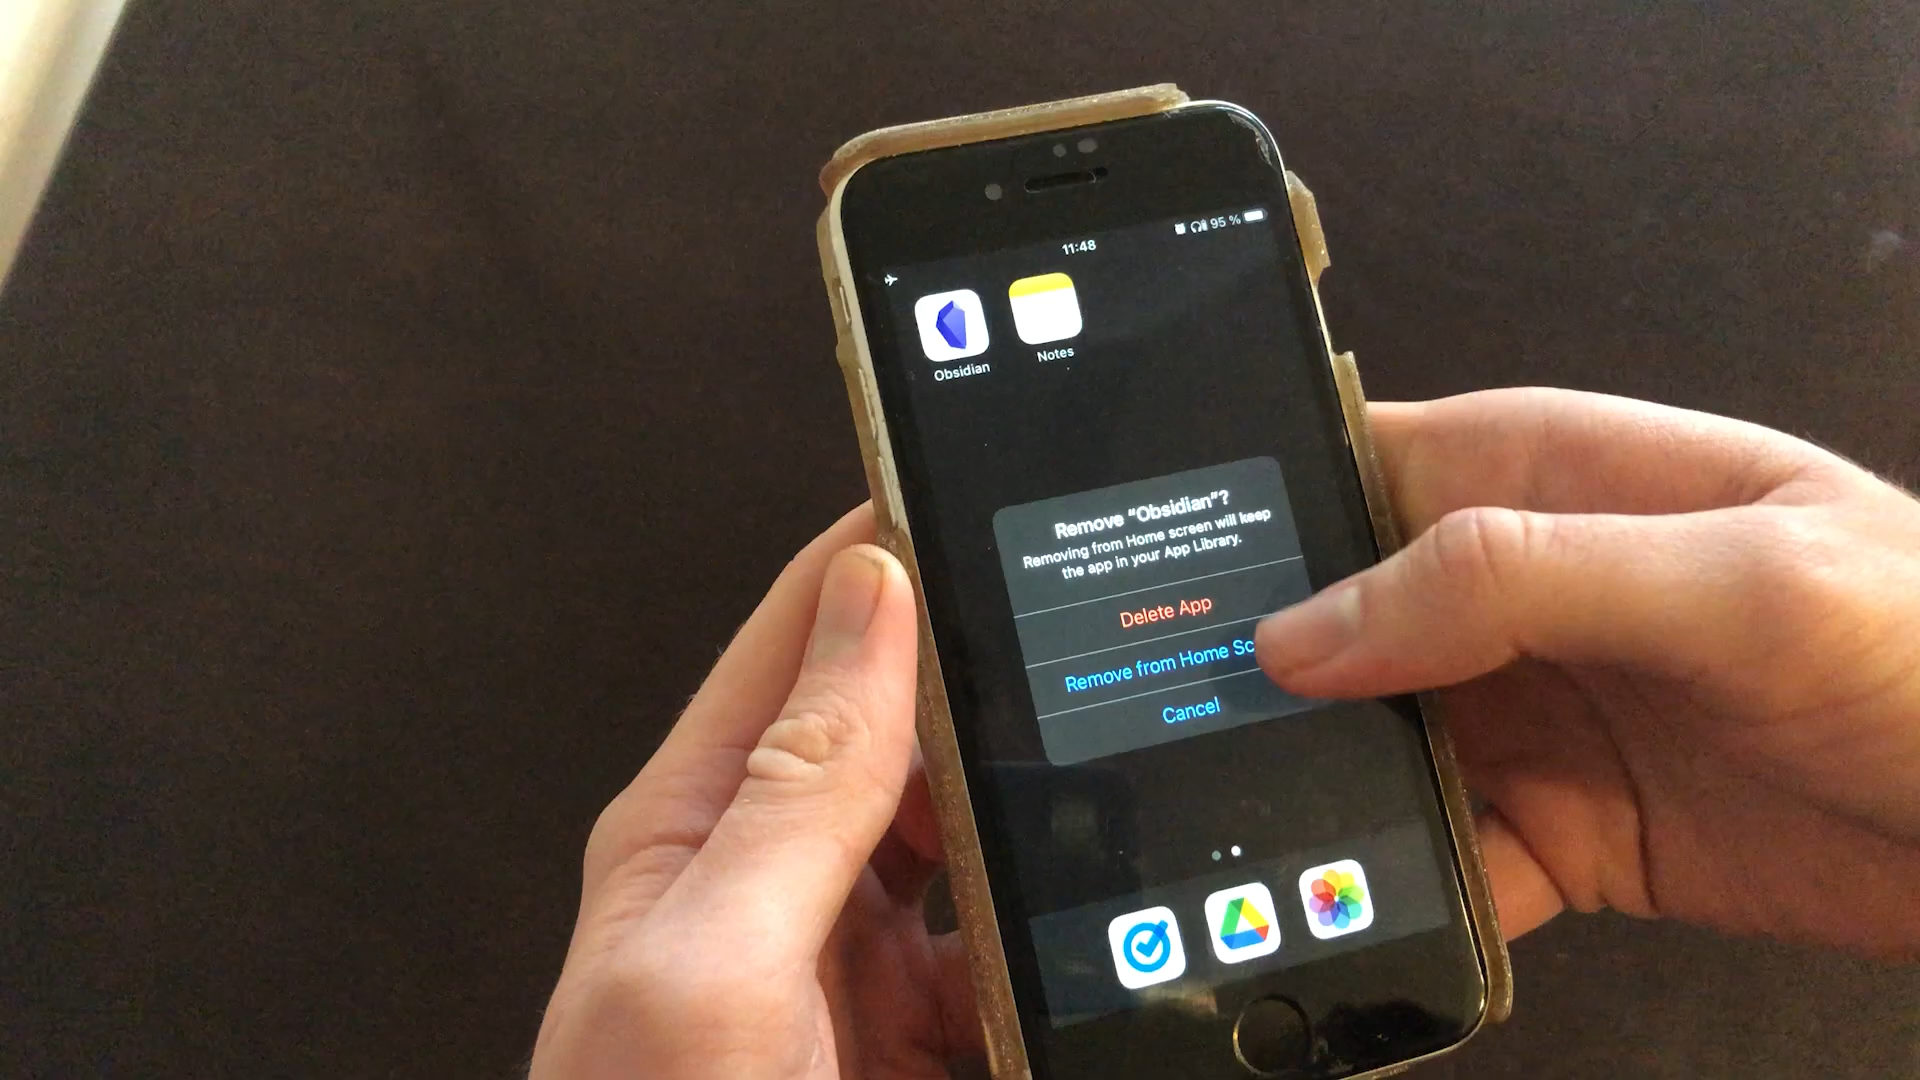 11:48
95 %
Obsidian
Notes
Remove “Obsidian”?
Removing from Home screen will keep
the app in your App Library.
Delete App
Remove from Home Sc
Cancel